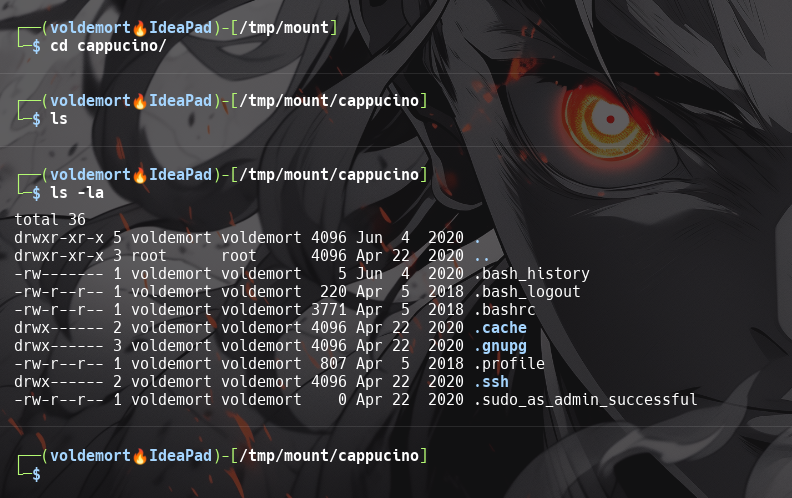 ┌──(voldemort🔥IdeaPad)-[/tmp/mount]
└─$ cd cappucino/
┌──(voldemort🔥IdeaPad)-[/tmp/mount/cappucino]
└─$ ls
┌──(voldemort🔥IdeaPad)-[/tmp/mount/cappucino]
└─$ ls -la
total 36
drwxr-xr-x 5 voldemort voldemort 4096 Jun  4  2020 .
drwxr-xr-x 3 root      root      4096 Apr 22  2020 ..
-rw------- 1 voldemort voldemort    5 Jun  4  2020 .bash_history
-rw-r--r-- 1 voldemort voldemort  220 Apr  5  2018 .bash_logout
-rw-r--r-- 1 voldemort voldemort 3771 Apr  5  2018 .bashrc
drwx------ 2 voldemort voldemort 4096 Apr 22  2020 .cache
drwx------ 3 voldemort voldemort 4096 Apr 22  2020 .gnupg
-rw-r--r-- 1 voldemort voldemort  807 Apr  5  2018 .profile
drwx------ 2 voldemort voldemort 4096 Apr 22  2020 .ssh
-rw-r--r-- 1 voldemort voldemort    0 Apr 22  2020 .sudo_as_admin_successful
┌──(voldemort🔥IdeaPad)-[/tmp/mount/cappucino]
└─$